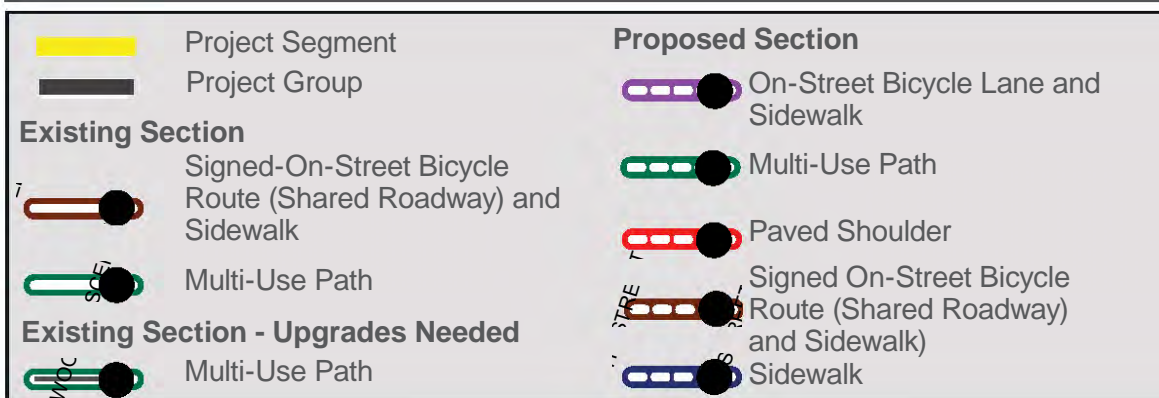 Project Segment
Project Group
Existing Section
Signed-On-Street Bicycle
Route (Shared Roadway) and
Sidewalk
Multi-Use Path
Existing Section - Upgrades Needed
Multi-Use Path
Proposed Section
On-Street Bicycle Lane and
Sidewalk
Multi-Use Path
Paved Shoulder
Signed On-Street Bicycle
Route (Shared Roadway)
and Sidewalk)
Sidewalk